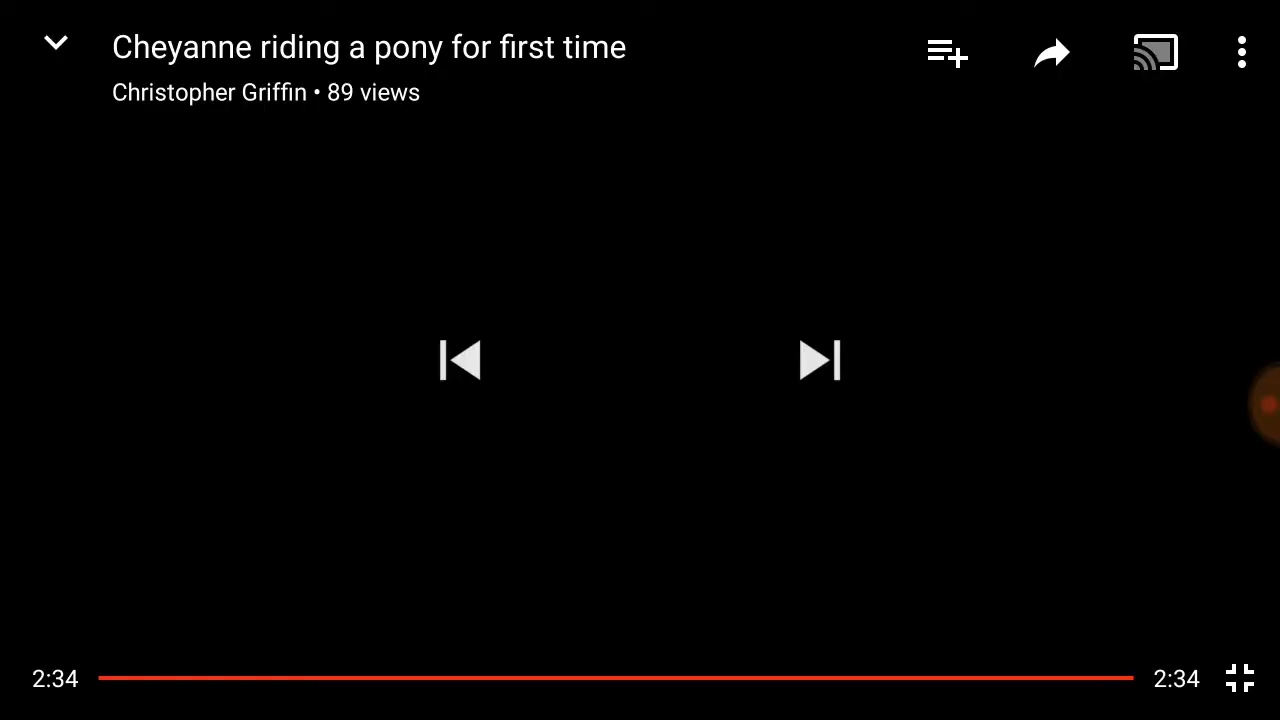 Cheyanne riding a pony for first time
Christopher Griffin • 89 views
2:34
2:34